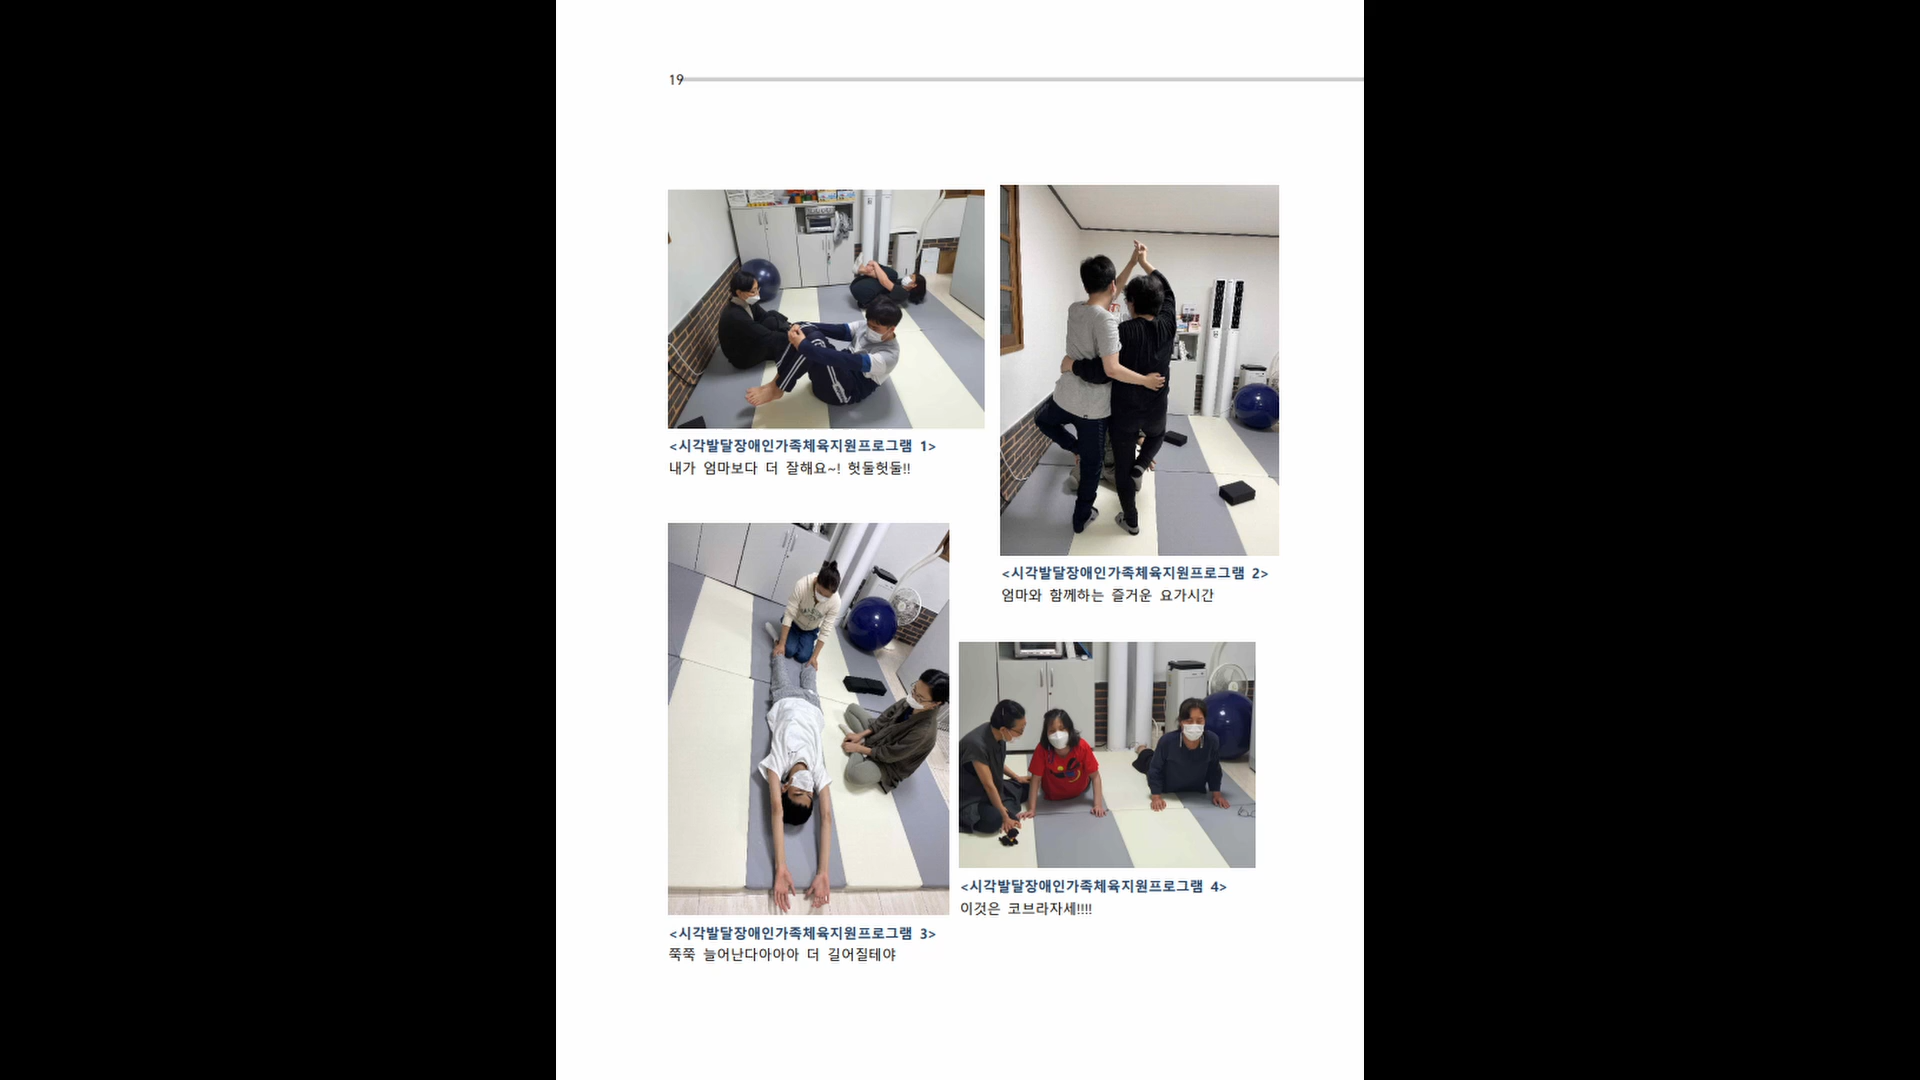 19
<시각발달장애인가족체육지원프로그램 1>
내가 엄마보다 더 잘해요~! 헛둘헛둘!!
<시각발달장애인가족체육지원프로그램 2>
엄마와 함께하는 즐거운 요가시간
<시각발달장애인가족체육지원프로그램 3>
쭉쭉 늘어난다아아아 더 길어질테야
<시각발달장애인가족체육지원프로그램 4>
이것은 코브라자세!!!!